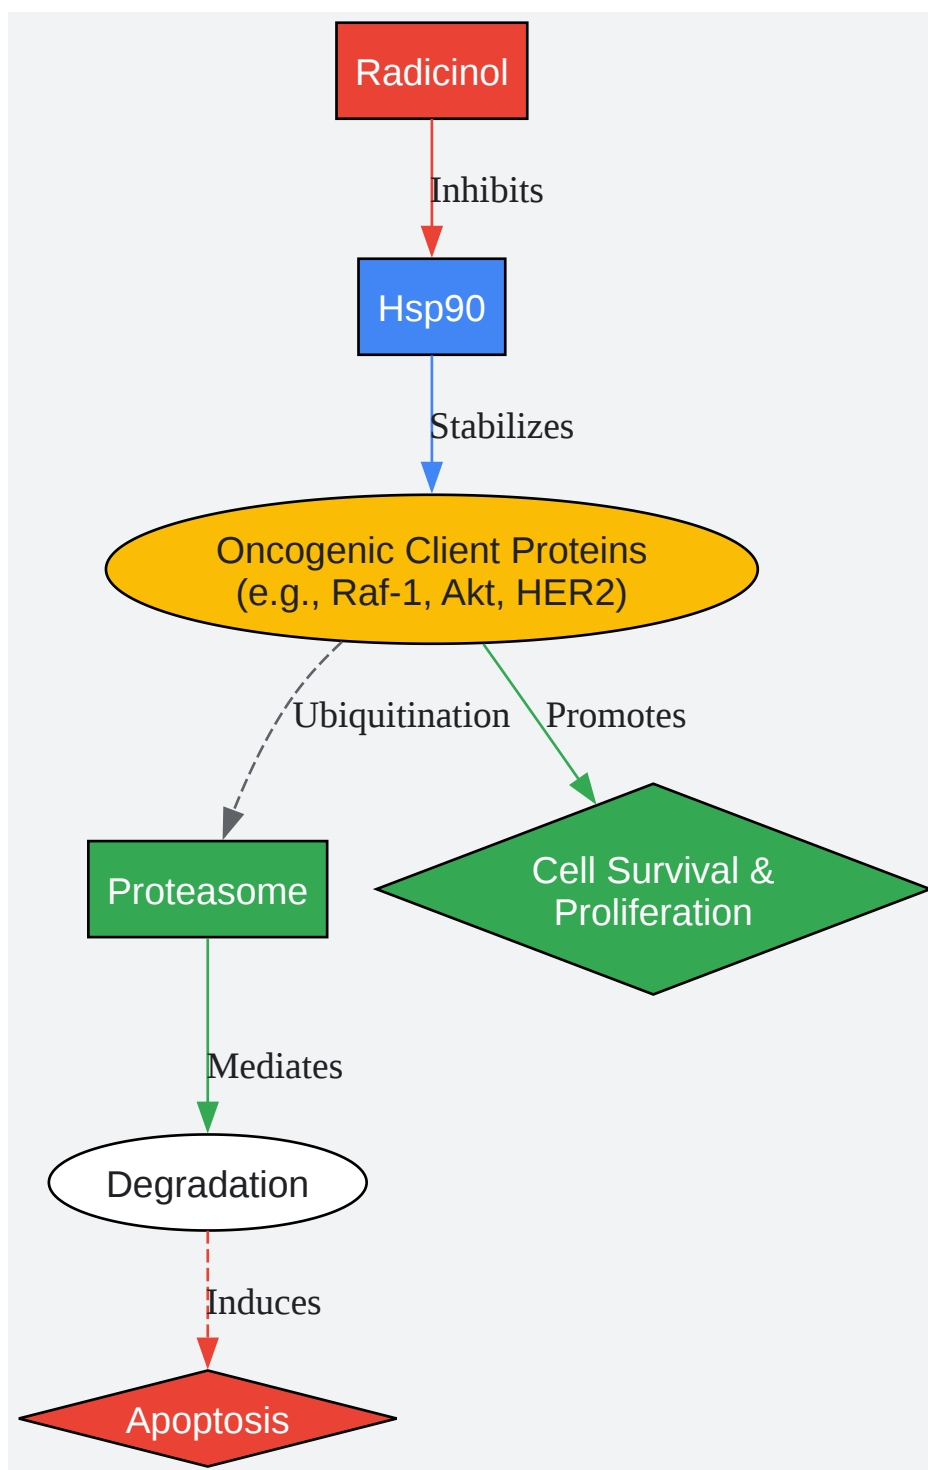 Radicinol
Inhibits
Hsp90
Stabilizes
Oncogenic Client Proteins
(e.g., Raf-1, Akt, HER2)
Ubiquitination
Promotes
Proteasome
Cell Survival &
Proliferation
Mediates
Degradation
Induces
Apoptosis